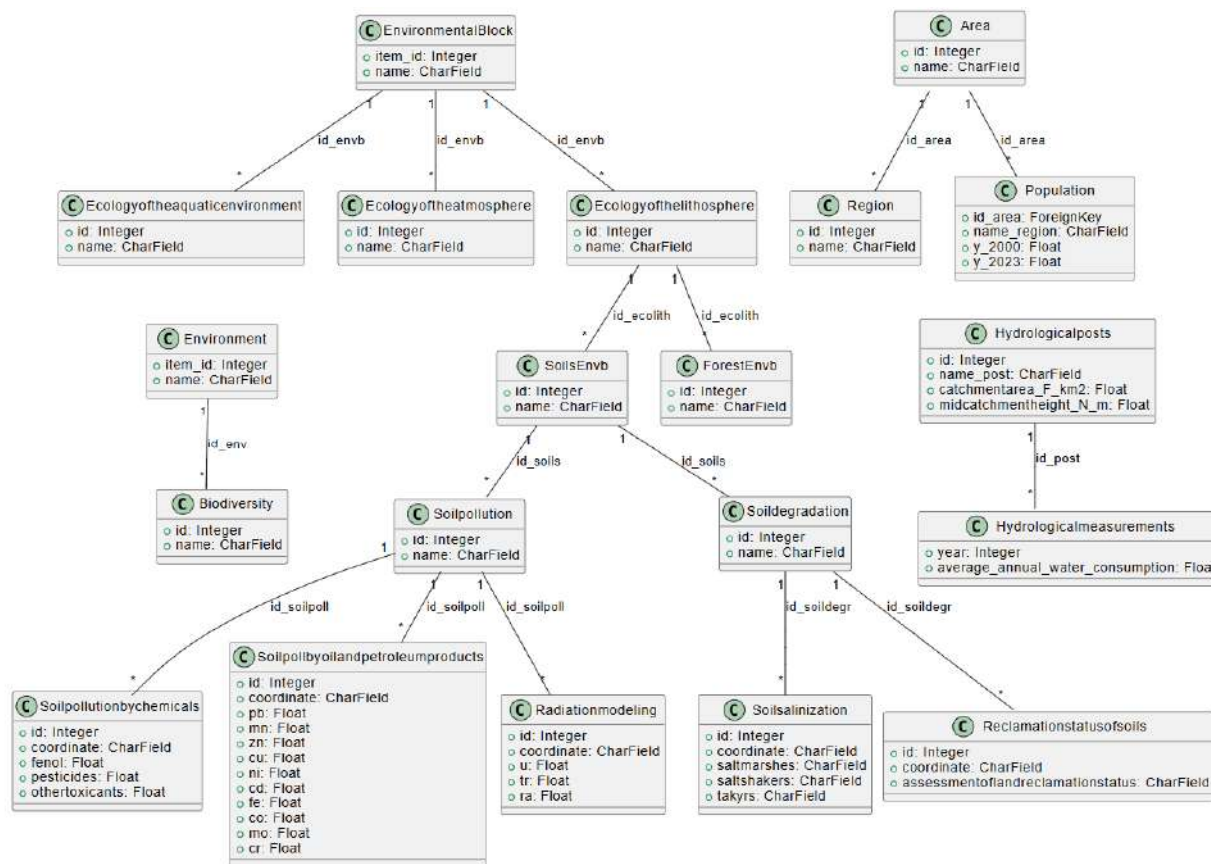 C EnvironmentalBlock
item_id: Integer
name: CharField
C Area
id: Integer
name: CharField
1 1 1
id_envb id_envb id_envb
* * *
1 1
id_area id_area
* *
C Ecologyoftheaquaticenvironment
id: Integer
name: CharField
C Ecologyoftheatmosphere
id: Integer
name: CharField
C Ecologyofthelithosphere
id: Integer
name: CharField
C Region
id: Integer
name: CharField
C Population
id_area: ForeignKey
name_region: CharField
y_2000: Float
y_2023: Float
1 1
id_ecolith id_ecolith
* *
C Environment
item_id: Integer
name: CharField
C SoilsEnvb
id: Integer
name: CharField
C ForestEnvb
id: Integer
name: CharField
C Hydrologicalposts
id: Integer
name_post: CharField
catchmentarea_F_km2: Float
midcatchmentheight_N_m: Float
1
id_env
*
1 1
id_soils id_soils
* *
1
id_post
*
C Biodiversity
id: Integer
name: CharField
C Soilpollution
id: Integer
name: CharField
C Soildegradation
id: Integer
name: CharField
C Hydrologicalmeasurements
year: Integer
average_annual_water_consumption: Float
1 1 1
id_soilpoll id_soilpoll id_soilpoll
* * *
1 1
id_soildegr id_soildegr
* *
C Soilpollutionbychemicals
id: Integer
coordinate: CharField
fenol: Float
pesticides: Float
othertoxicants: Float
C Soilpollbyoilandpetroleumproducts
id: Integer
coordinate: CharField
pb: Float
mn: Float
zn: Float
cu: Float
ni: Float
cd: Float
fe: Float
co: Float
mo: Float
cr: Float
C Radiationmodeling
id: Integer
coordinate: CharField
u: Float
tr: Float
ra: Float
C Soilsalinization
id: Integer
coordinate: CharField
saltmarshes: CharField
saltshakers: CharField
takyrs: CharField
C Reclamationstatusofsoils
id: Integer
coordinate: CharField
assessmentoflandreclamationstatus: CharField